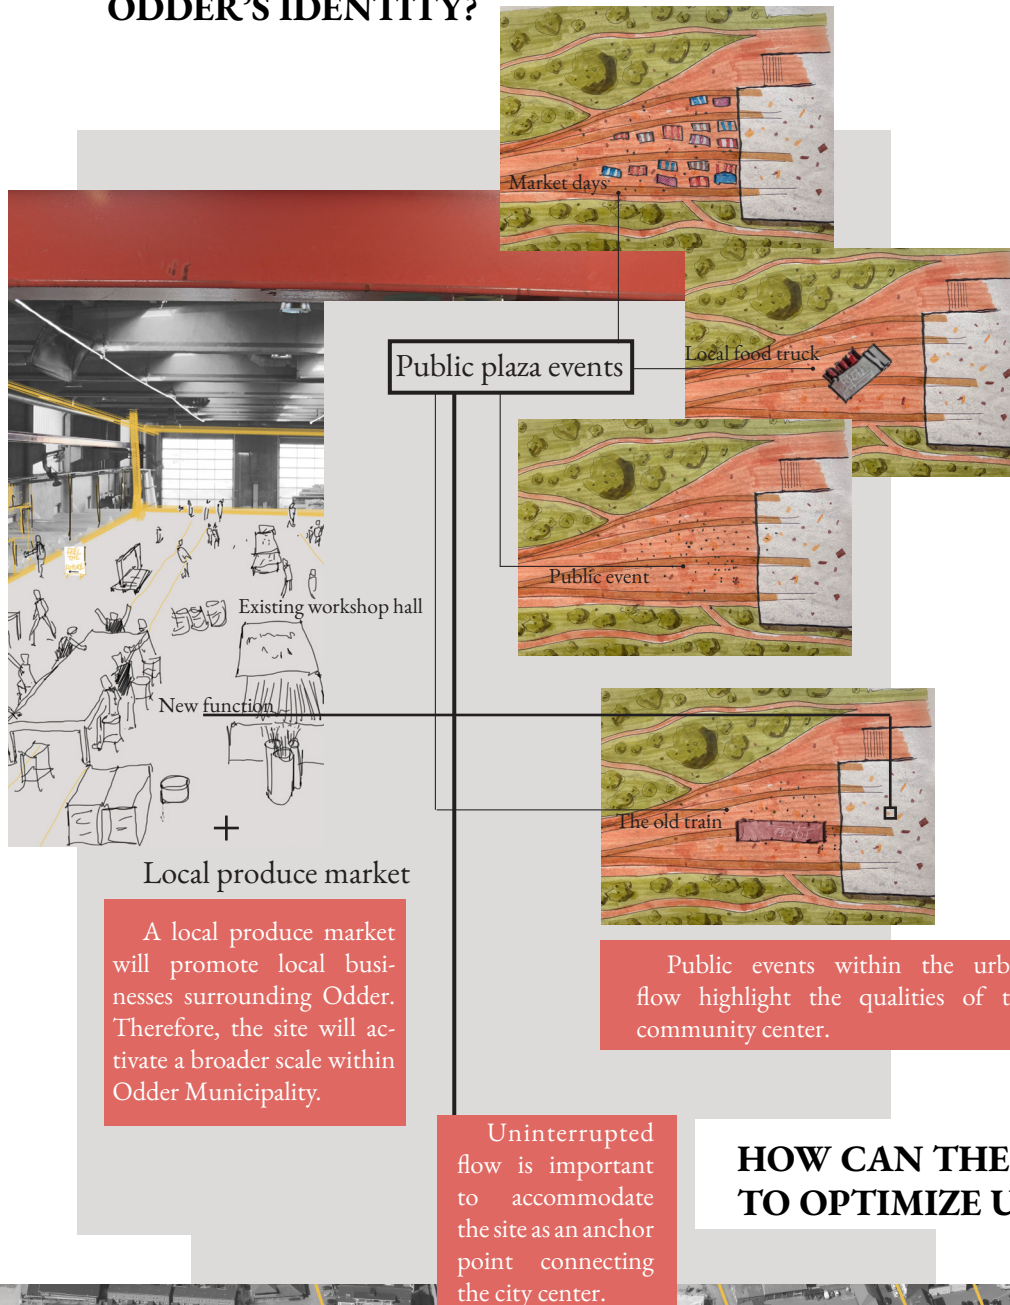 ODDER'S IDENTITY?
Market days
Local food truck
Public plaza events
Public event
Existing workshop hall
New function
The old train
+
Local produce market
A local produce market
will promote local busi-
nesses surrounding Odder.
Therefore, the site will ac-
tivate a broader scale within
Odder Municipality.
Public events within the urb
flow highlight the qualities of t
community center.
Uninterrupted
flow is important
to accommodate
the site as an anchor
point connecting
the city center.
HOW CAN THE
TO OPTIMIZE U